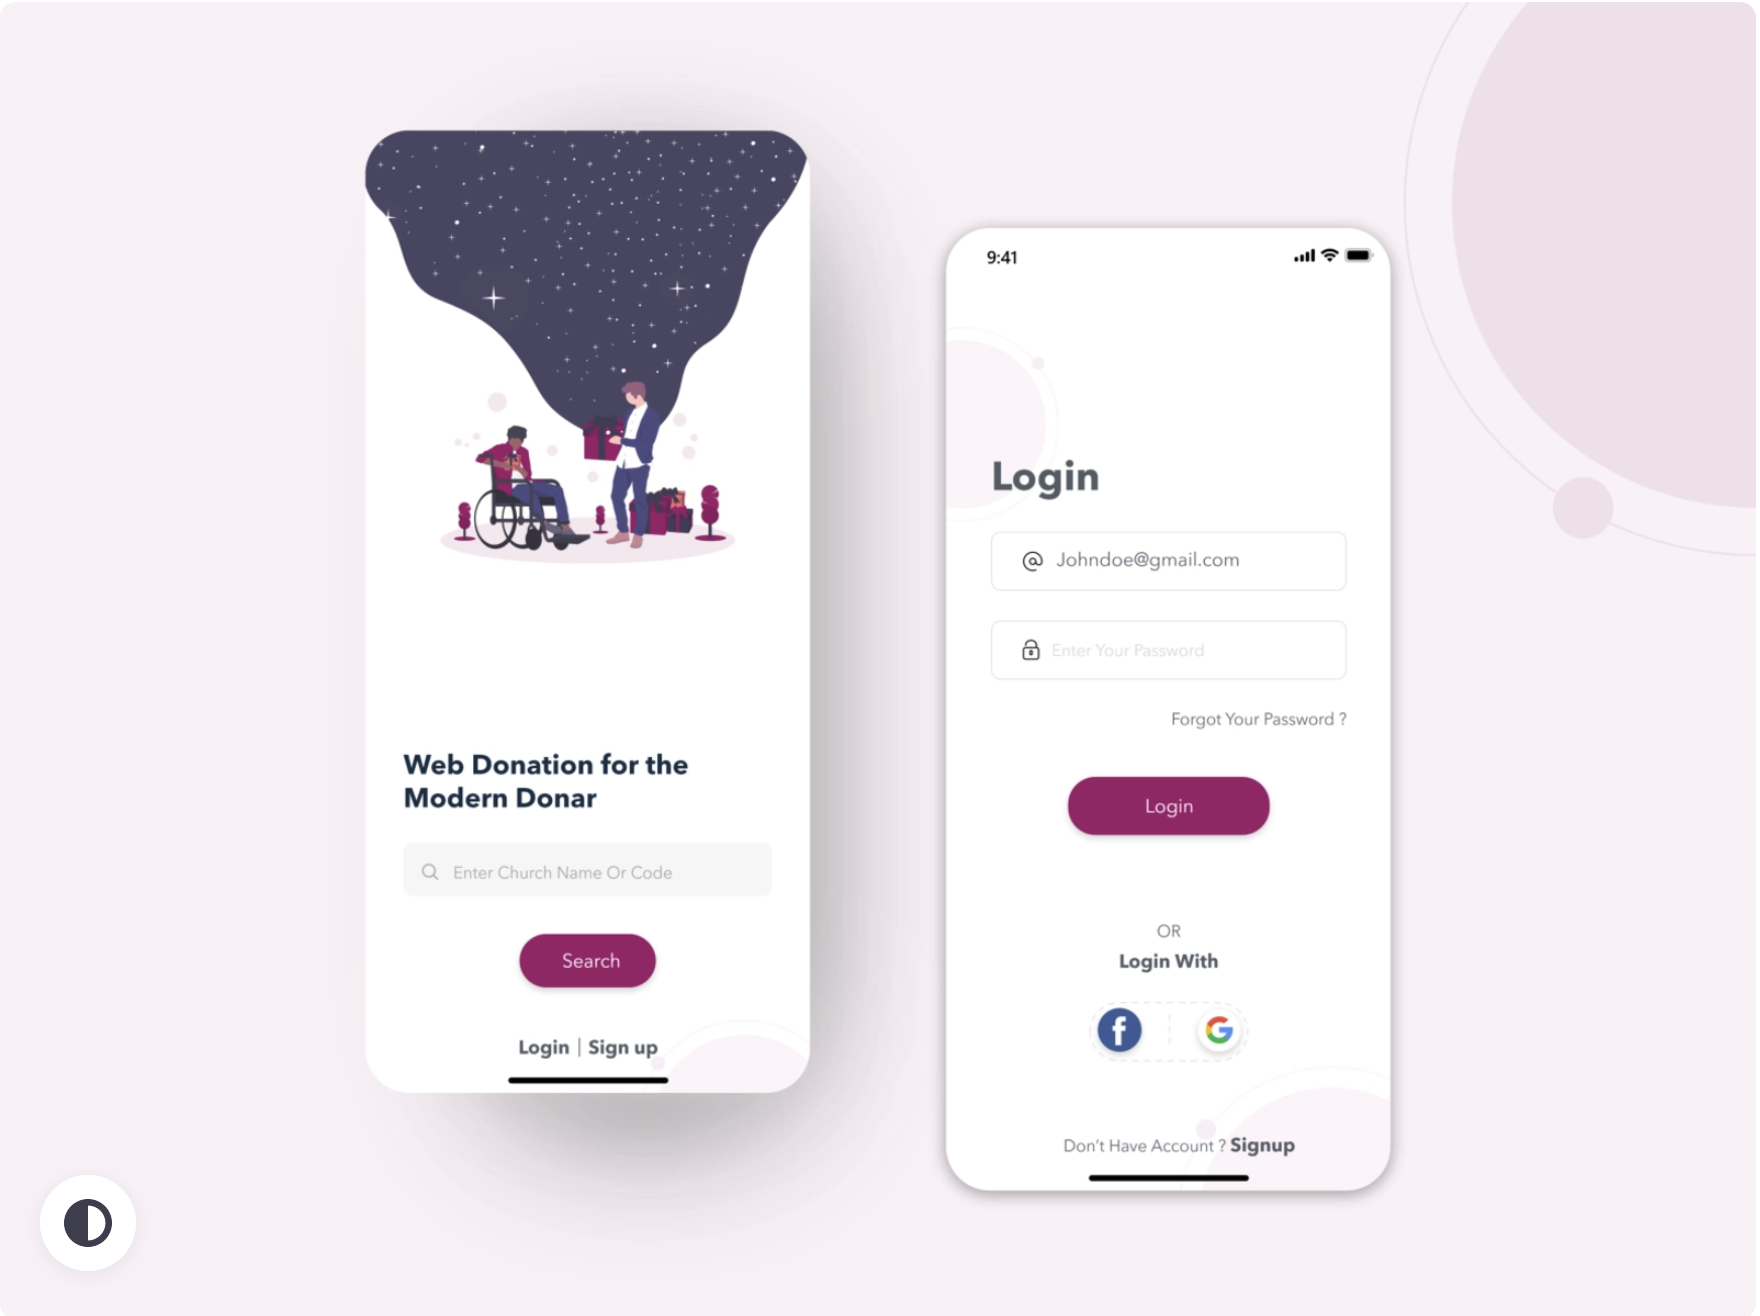 Web Donation for the
Modern Donar
Enter Church Name Or Code
Search
Login | Sign up
9:41
Login
Johndoe@gmail.com
Enter Your Password
Forgot Your Password ?
Login
OR
Login With
Don't Have Account ? Signup